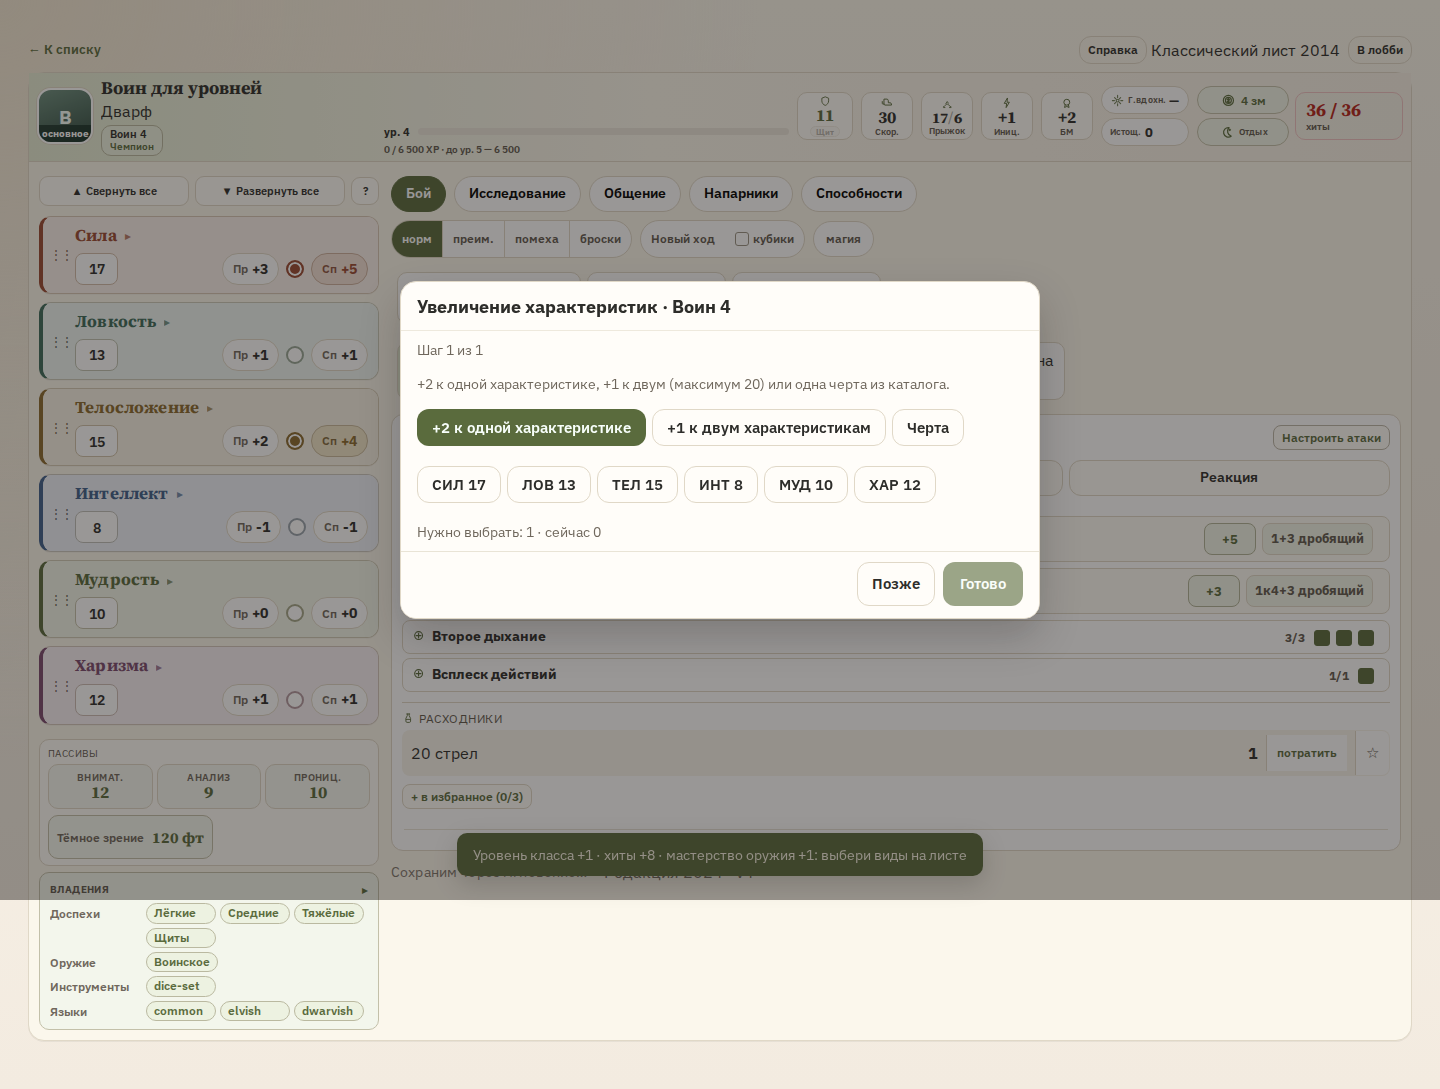 ← К списку
Справка Классический лист 2014 В лобби
Воин для уровней
Дварф
В
основное
Воин 4
Чемпион
ур. 4
0 / 6 500 XP · до ур. 5 — 6 500
11
Щит
30
Скор.
17/6
Прыжок
+1
Иниц.
+2
БМ
Г.вдохн. —
Истощ. 0
4 зм
Отдых
36 / 36
хиты
▲ Свернуть все
▼ Развернуть все
?
Сила ▸
17 Пр +3 Сп +5
Ловкость ▸
13 Пр +1 Сп +1
Телосложение ▸
15 Пр +2 Сп +4
Интеллект ▸
8 Пр -1 Сп -1
Мудрость ▸
10 Пр +0 Сп +0
Харизма ▸
12 Пр +1 Сп +1
ПАССИВЫ
ВНИМАТ.
12
АНАЛИЗ
9
ПРОНИЦ.
10
Тёмное зрение 120 фт
ВЛАДЕНИЯ ▸
Доспехи Лёгкие Средние Тяжёлые
Щиты
Оружие Воинское
Инструменты dice-set
Языки common elvish dwarvish
Бой Исследование Общение Напарники Способности
норм преим. помеха броски Новый ход кубики магия
Увеличение характеристик · Воин 4
Шаг 1 из 1
+2 к одной характеристике, +1 к двум (максимум 20) или одна черта из каталога.
+2 к одной характеристике +1 к двум характеристикам Черта
СИЛ 17 ЛОВ 13 ТЕЛ 15 ИНТ 8 МУД 10 ХАР 12
Нужно выбрать: 1 · сейчас 0
Позже Готово
на
Настроить атаки
Реакция
+5 1+3 дробящий
+3 1к4+3 дробящий
Второе дыхание 3/3
Всплеск действий 1/1
РАСХОДНИКИ
20 стрел 1 потратить ☆
+ в избранное (0/3)
Уровень класса +1 · хиты +8 · мастерство оружия +1: выбери виды на листе
Сохраним